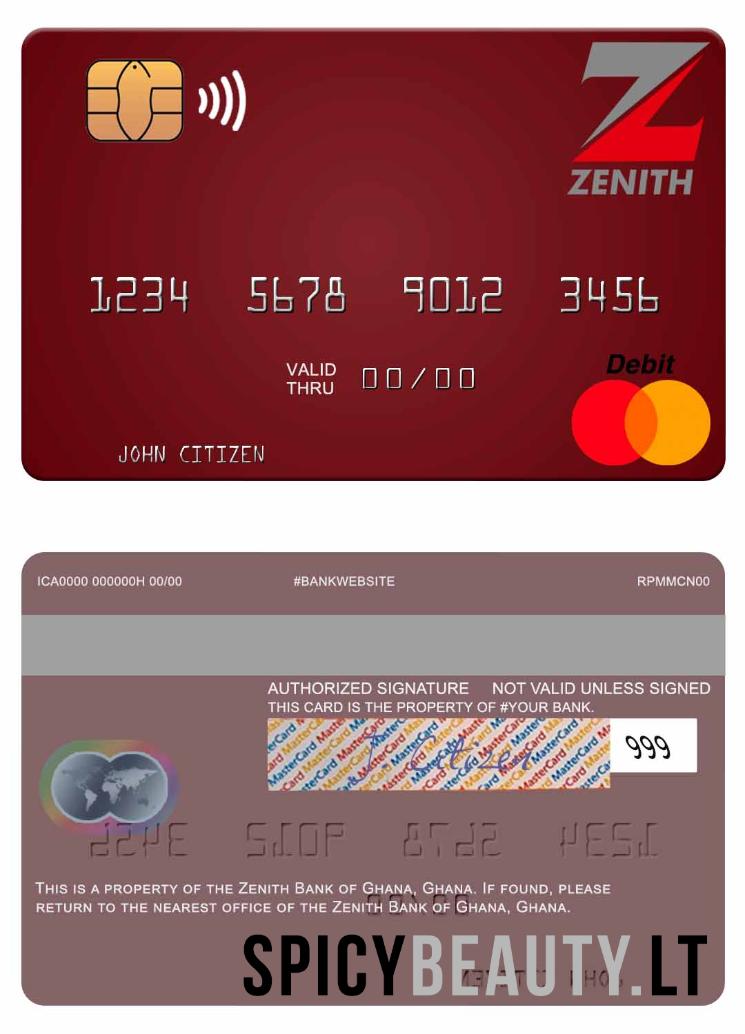 ZENITH
1234 5678 9012 3456
VALID THRU 00/00
Debit
JOHN CITIZEN
ICA0000 000000H 00/00 #BANKWEBSITE RPMMCN00
AUTHORIZED SIGNATURE NOT VALID UNLESS SIGNED
THIS CARD IS THE PROPERTY OF #YOUR BANK.
MasterCard
J. Citizen
999
THIS IS A PROPERTY OF THE ZENITH BANK OF GHANA, GHANA. IF FOUND, PLEASE
RETURN TO THE NEAREST OFFICE OF THE ZENITH BANK OF GHANA, GHANA.
SPICYBEAUTY.LT